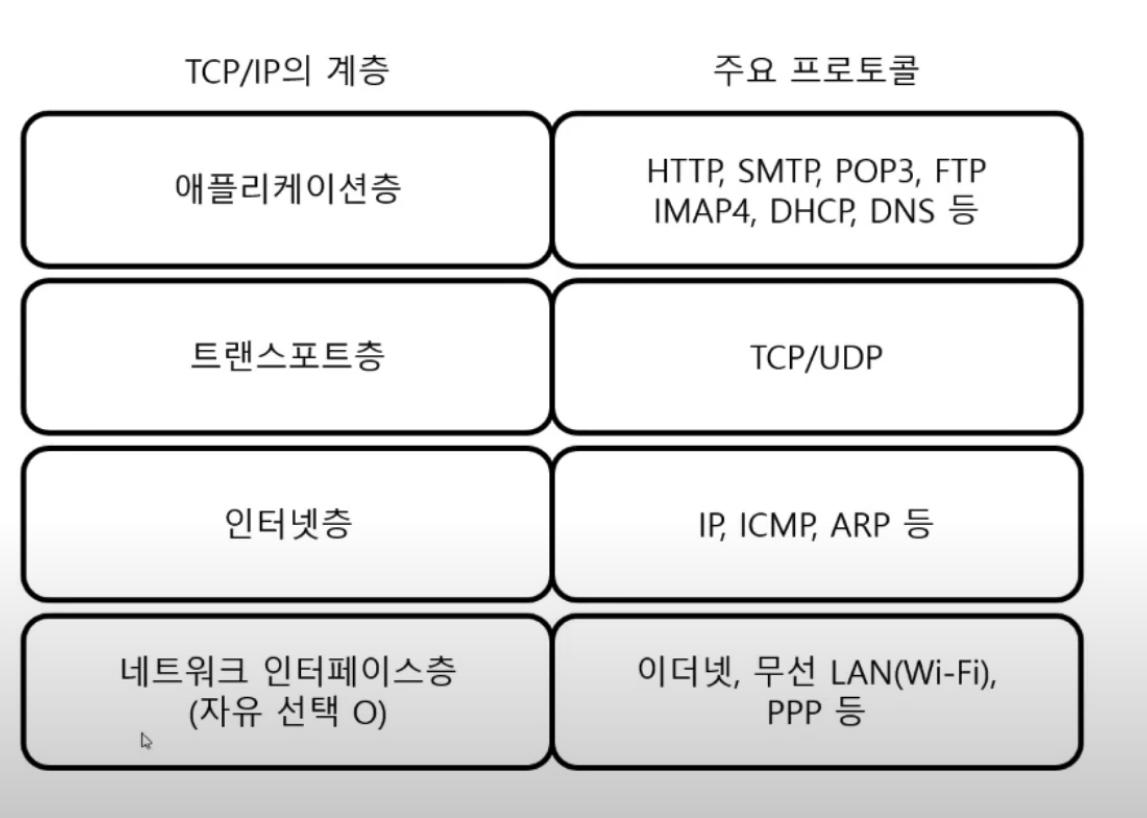 TCP/IP의 계층
주요 프로토콜
애플리케이션층
HTTP, SMTP, POP3, FTP
IMAP4, DHCP, DNS 등
트랜스포트층
TCP/UDP
인터넷층
IP, ICMP, ARP 등
네트워크 인터페이스층
(자유 선택 O)
이더넷, 무선 LAN(Wi-Fi),
PPP 등